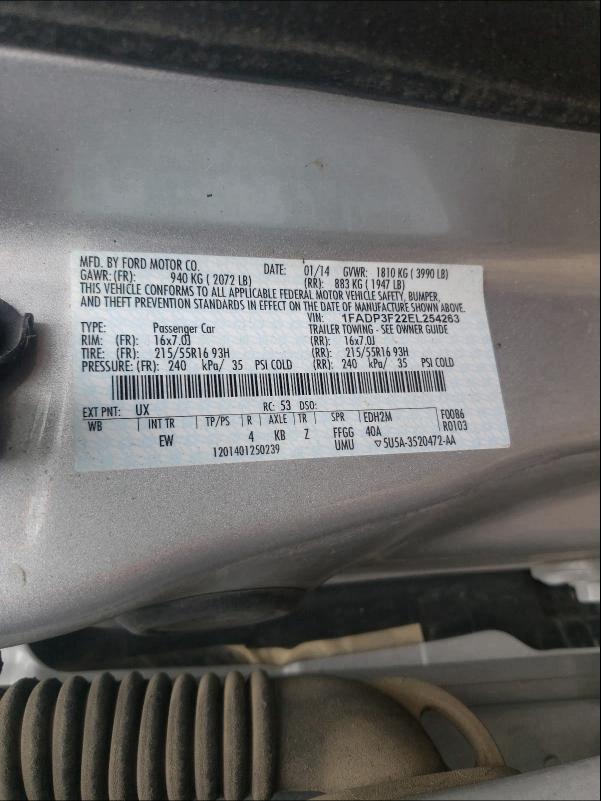 MFD. BY FORD MOTOR CO. DATE: 01/14 GVWR: 1810 KG ( 3990 LB)
GAWR: (FR): 940 KG ( 2072 LB) (RR): 883 KG ( 1947 LB)
THIS VEHICLE CONFORMS TO ALL APPLICABLE FEDERAL MOTOR VEHICLE SAFETY, BUMPER,
AND THEFT PREVENTION STANDARDS IN EFFECT ON THE DATE OF MANUFACTURE SHOWN ABOVE.
VIN: 1FADP3F22EL254263
TYPE: Passenger Car TRAILER TOWING - SEE OWNER GUIDE
RIM: (FR): 16x7.0J (RR): 16x7.0J
TIRE: (FR): 215/55R16 93H (RR): 215/55R16 93H
PRESSURE: (FR): 240 kPa/ 35 PSI COLD (RR): 240 kPa/ 35 PSI COLD
EXT PNT: UX RC: 53 DSO:
WB INT TR TP/PS R AXLE TR SPR EDH2M F0086
EW 4 KB Z FFGG 40A R0103
1201401250239 UMU ▽5U5A-3520472-AA